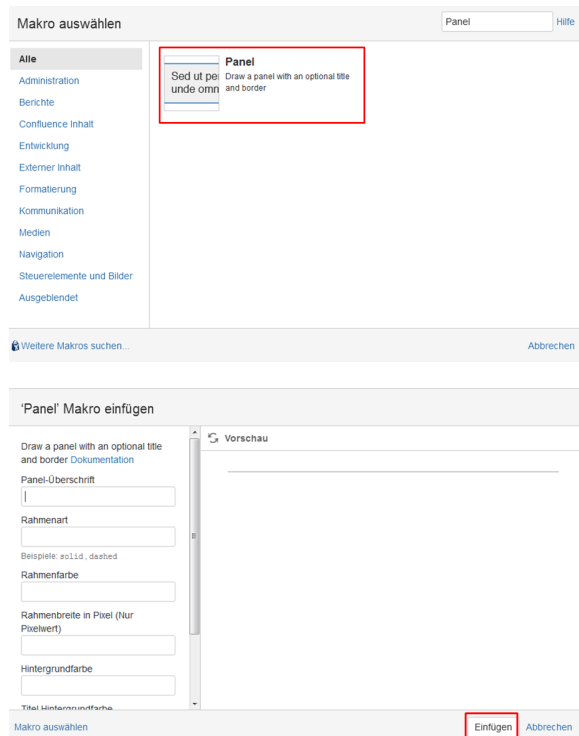 Makro auswählen
Panel
Hilfe
Alle
Administration
Berichte
Confluence Inhalt
Entwicklung
Externer Inhalt
Formatierung
Kommunikation
Medien
Navigation
Steuerelemente und Bilder
Ausgeblendet
Sed ut per
unde omn
Panel
Draw a panel with an optional title
and border
Weitere Makros suchen...
Abbrechen
'Panel' Makro einfügen
Draw a panel with an optional title
and border Dokumentation
Panel-Überschrift
Rahmenart
Beispiele: solid, dashed
Rahmenfarbe
Rahmenbreite in Pixel (Nur
Pixelwert)
Hintergrundfarbe
Titel Hintergrundfarbe
Vorschau
Makro auswählen
Einfügen
Abbrechen